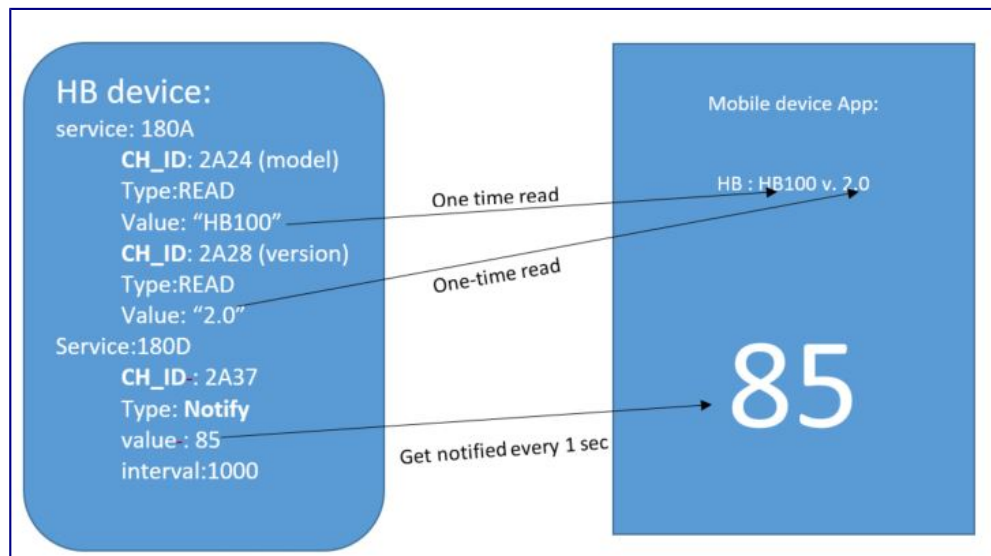 HB device:
service: 180A
CH_ID: 2A24 (model)
Type:READ
Value: “HB100”
CH_ID: 2A28 (version)
Type:READ
Value: “2.0”
Service:180D
CH_ID-: 2A37
Type: Notify
value-: 85
interval:1000
One time read
One-time read
Get notified every 1 sec
Mobile device App:
HB : HB100 v. 2.0
85